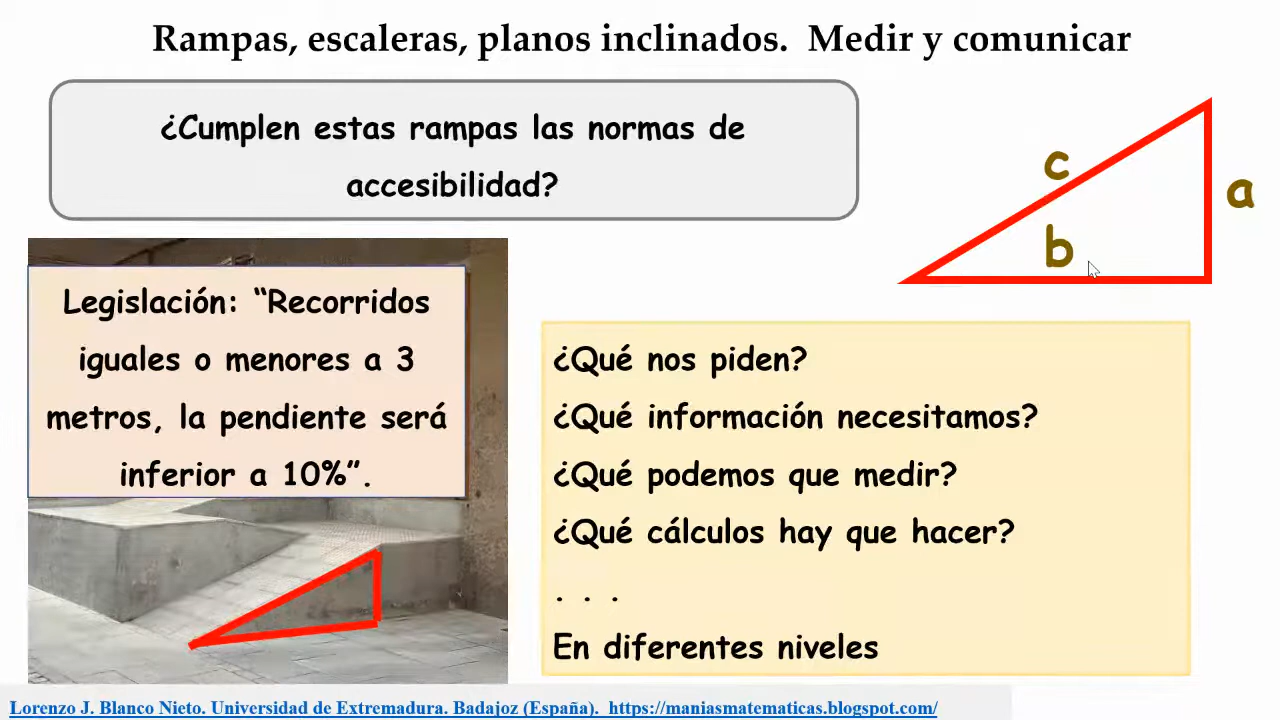 Rampas, escaleras, planos inclinados. Medir y comunicar
¿Cumplen estas rampas las normas de
accesibilidad?
c
a
b
Legislación: “Recorridos
iguales o menores a 3
metros, la pendiente será
inferior a 10%”.
¿Qué nos piden?
¿Qué información necesitamos?
¿Qué podemos que medir?
¿Qué cálculos hay que hacer?
. . .
En diferentes niveles
Lorenzo J. Blanco Nieto. Universidad de Extremadura. Badajoz (España). https://maniasmatematicas.blogspot.com/